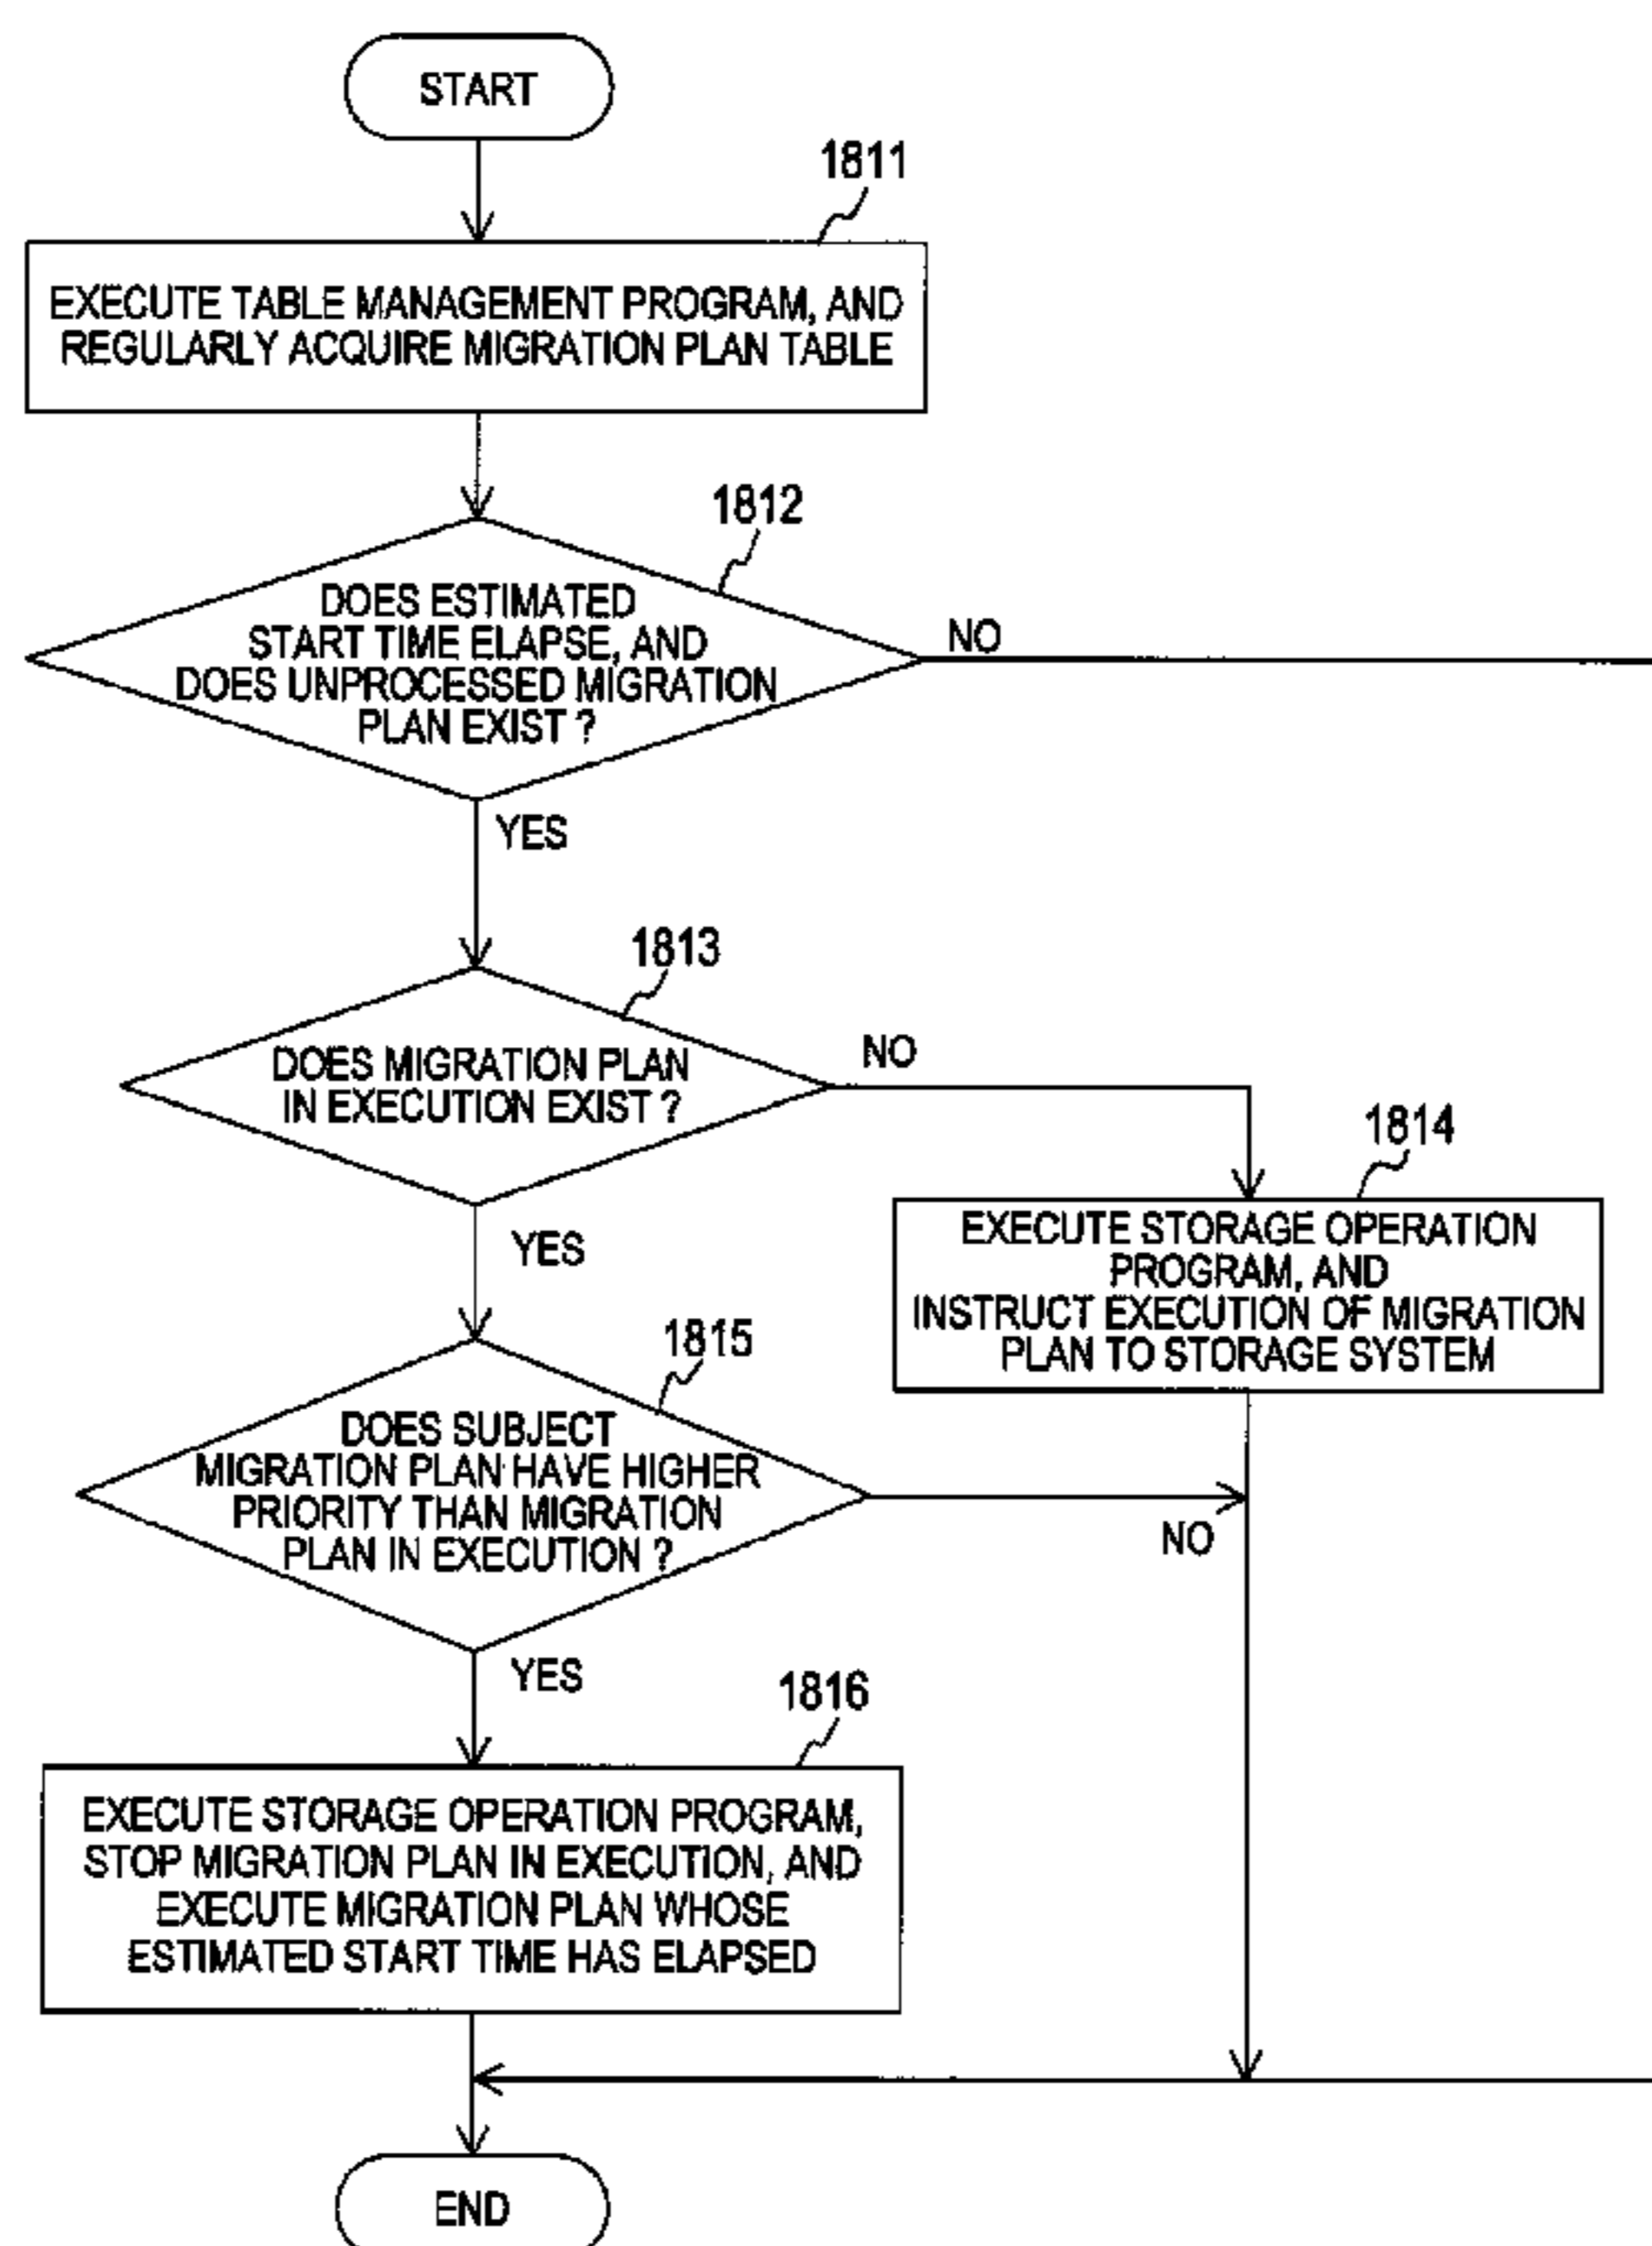 START
1811
EXECUTE TABLE MANAGEMENT PROGRAM, AND
REGULARLY ACQUIRE MIGRATION PLAN TABLE
1812
DOES ESTIMATED
START TIME ELAPSE, AND
DOES UNPROCESSED MIGRATION
PLAN EXIST ?
NO
YES
1813
DOES MIGRATION PLAN
IN EXECUTION EXIST ?
NO
YES
1814
EXECUTE STORAGE OPERATION
PROGRAM, AND
INSTRUCT EXECUTION OF MIGRATION
PLAN TO STORAGE SYSTEM
1815
DOES SUBJECT
MIGRATION PLAN HAVE HIGHER
PRIORITY THAN MIGRATION
PLAN IN EXECUTION ?
NO
YES
1816
EXECUTE STORAGE OPERATION PROGRAM,
STOP MIGRATION PLAN IN EXECUTION, AND
EXECUTE MIGRATION PLAN WHOSE
ESTIMATED START TIME HAS ELAPSED
END